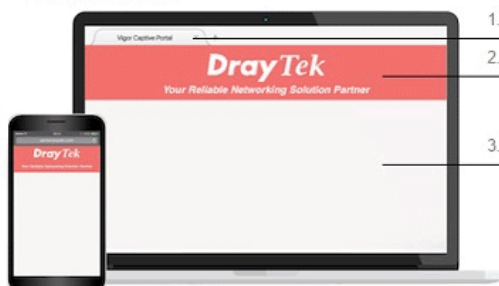 1.
Vigor Captive Portal
2.
DrayTek
Your Reliable Networking Solution Partner
3.
DrayTek